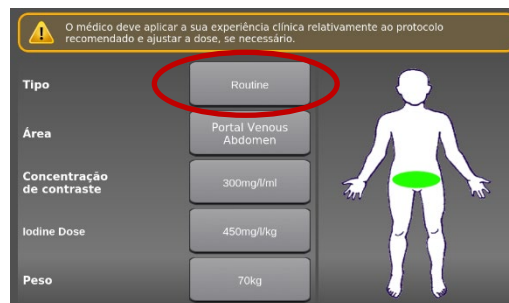 O médico deve aplicar a sua experiência clínica relativamente ao protocolo
recomendado e ajustar a dose, se necessário.
Tipo
Routine
Área
Portal Venous
Abdomen
Concentração
de contraste
300mg/l/ml
Iodine Dose
450mg/l/kg
Peso
70kg